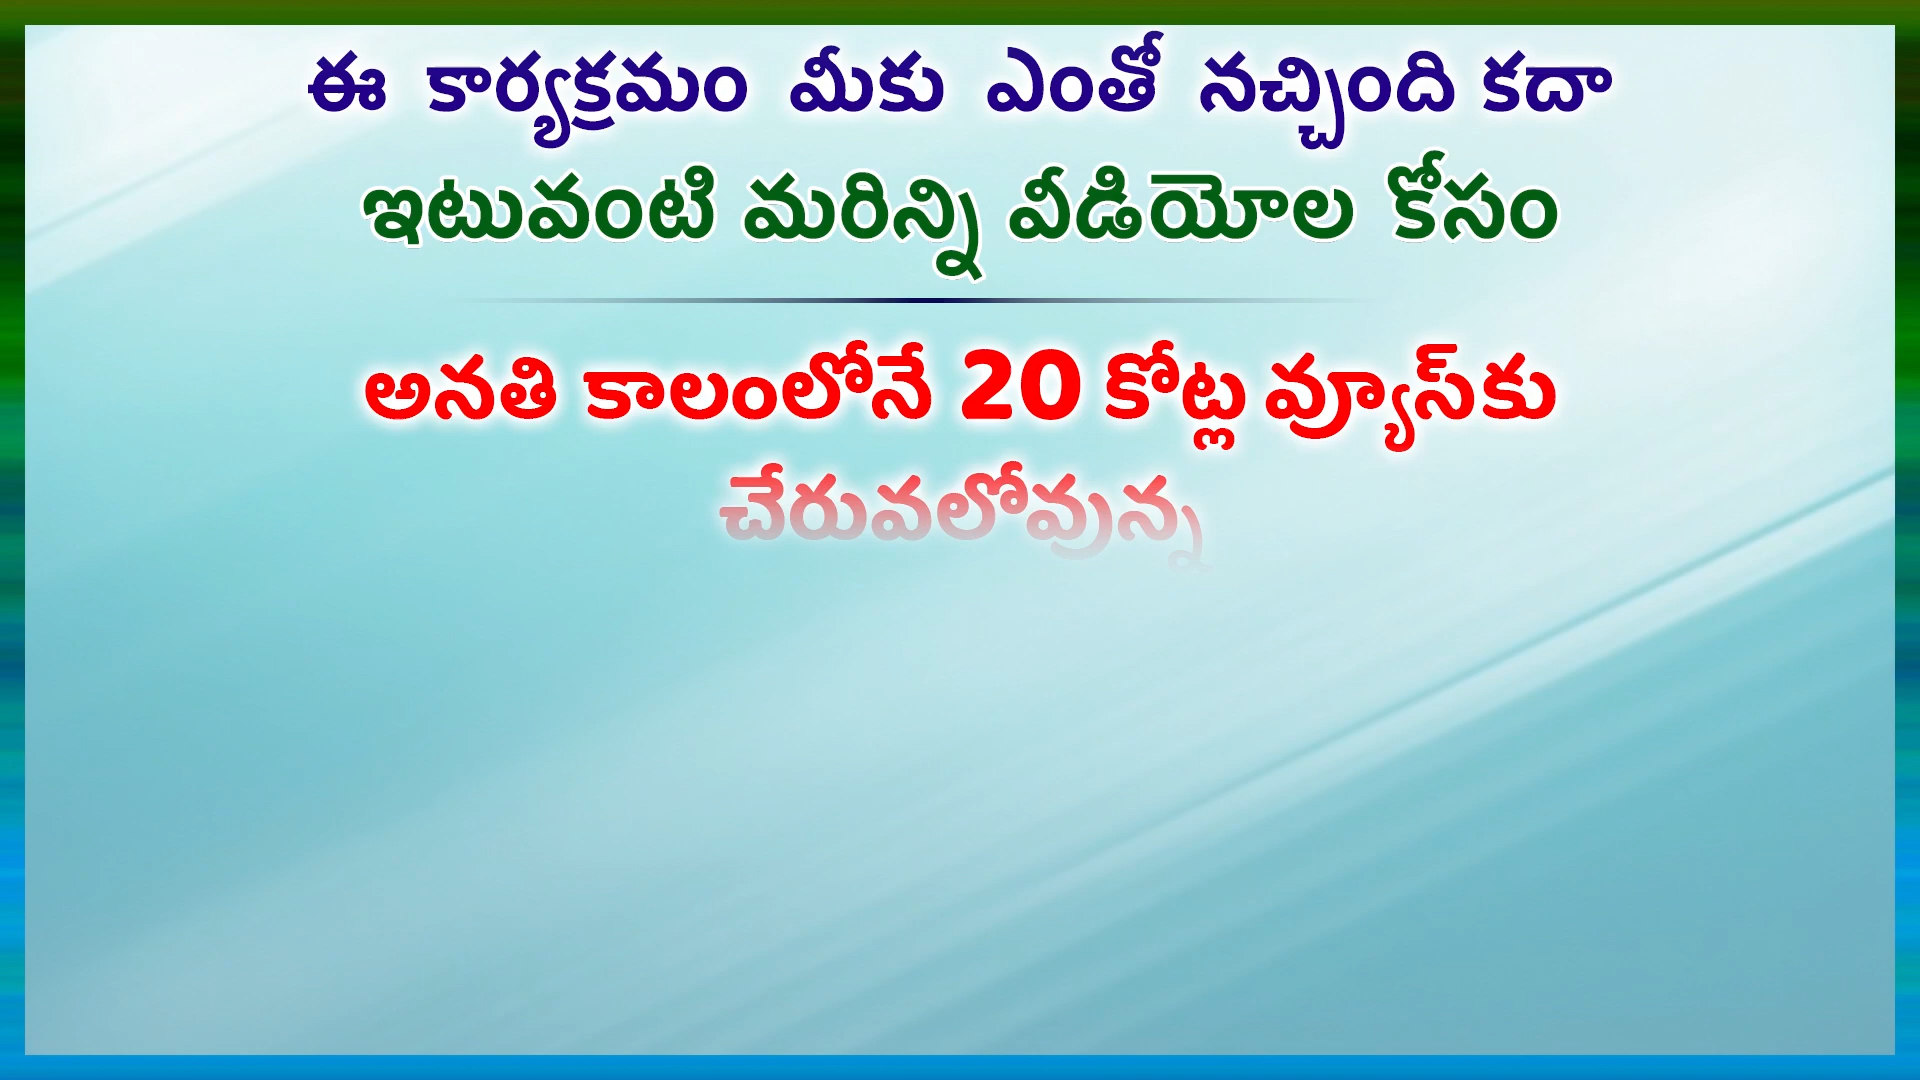 ఈ కార్యక్రమం మీకు ఎంతో నచ్చింది కదా
ఇటువంటి మరిన్ని వీడియోల కోసం
అనతి కాలంలోనే 20 కోట్ల వ్యూస్‌కు
చేరువలోవున్న